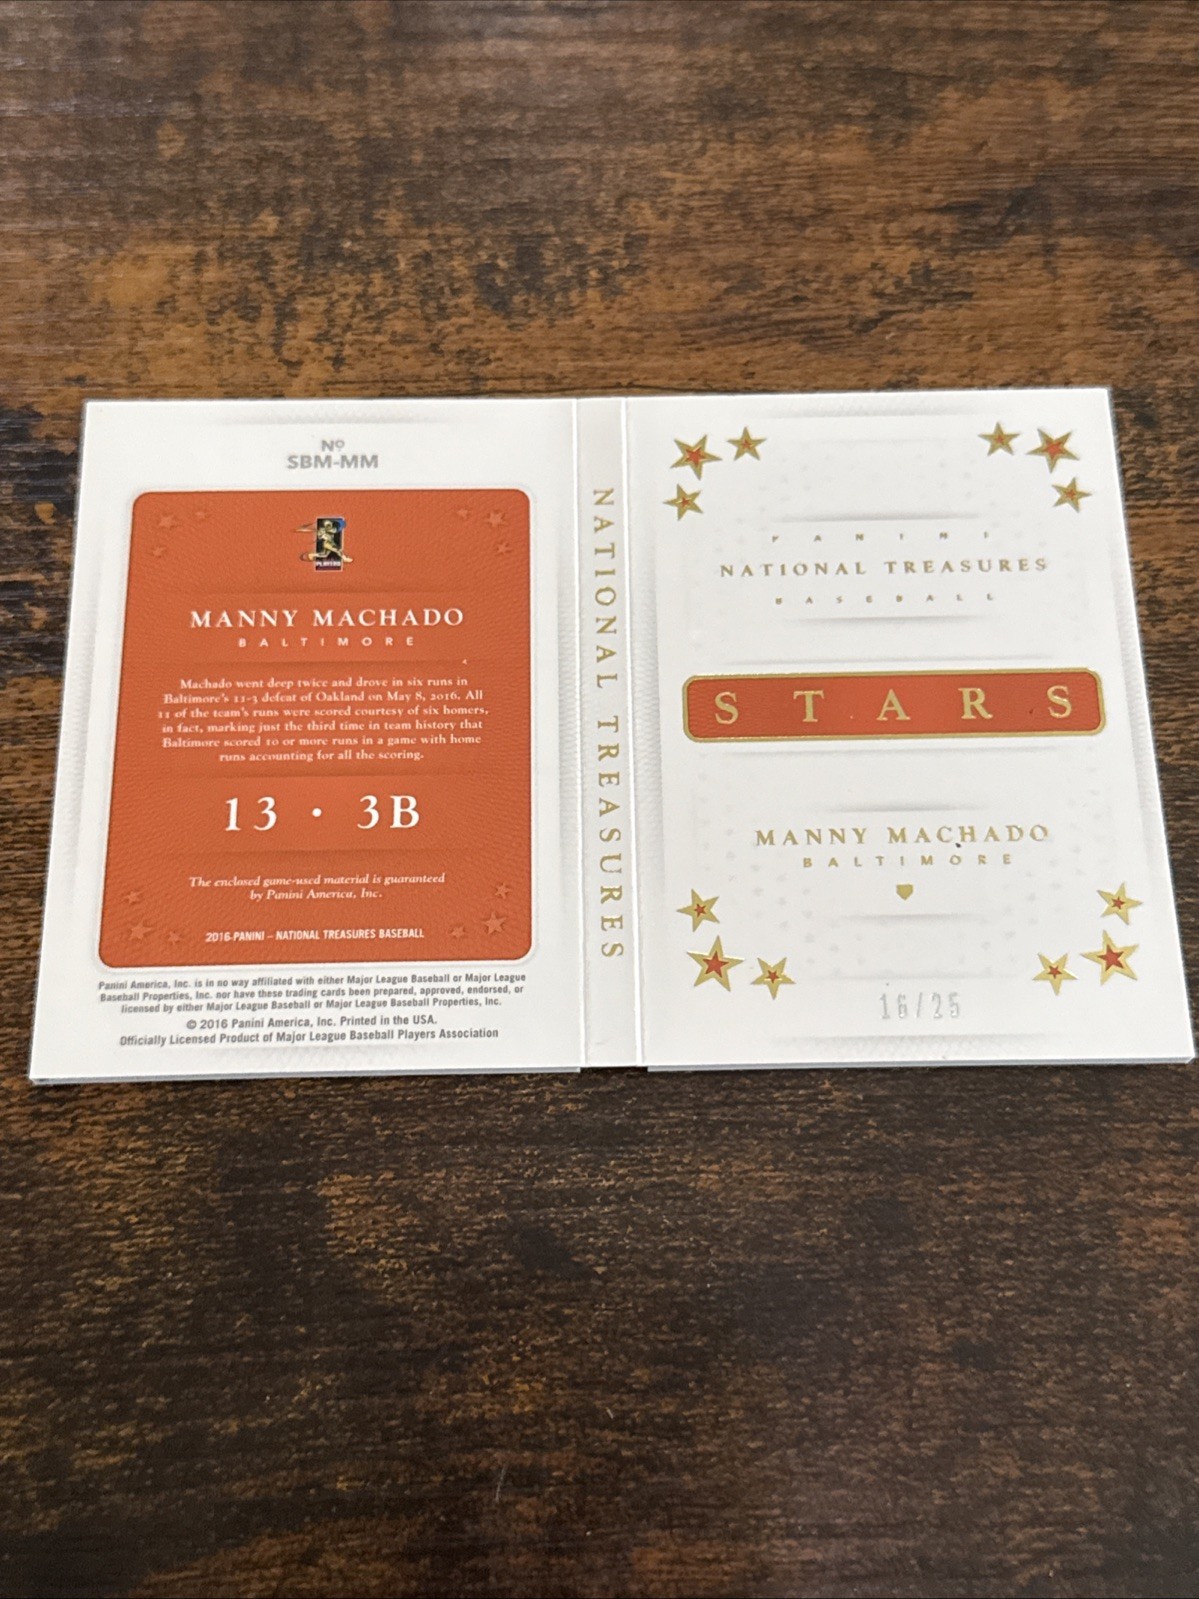 Nº
SBM-MM
PLAYERS
MANNY MACHADO
BALTIMORE
Machado went deep twice and drove in six runs in
Baltimore's 11-3 defeat of Oakland on May 8, 2016. All
11 of the team's runs were scored courtesy of six homers,
in fact, marking just the third time in team history that
Baltimore scored 10 or more runs in a game with home
runs accounting for all the scoring.
13 • 3B
The enclosed game-used material is guaranteed
by Panini America, Inc.
2016 PANINI – NATIONAL TREASURES BASEBALL
Panini America, Inc. is in no way affiliated with either Major League Baseball or Major League
Baseball Properties, Inc. nor have these trading cards been prepared, approved, endorsed, or
licensed by either Major League Baseball or Major League Baseball Properties, Inc.
© 2016 Panini America, Inc. Printed in the USA.
Officially Licensed Product of Major League Baseball Players Association
NATIONAL TREASURES
PANINI
NATIONAL TREASURES
BASEBALL
STARS
MANNY MACHADO
BALTIMORE
16/25